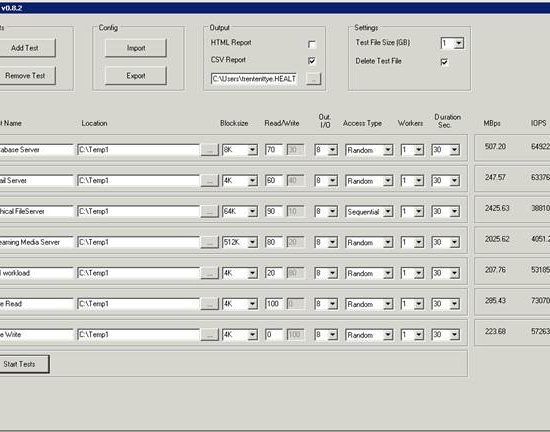 v0.8.2
Config
Output
Settings
Add Test
Import
HTML Report
Test File Size (GB)
1
CSV Report
Delete Test File
Remove Test
Export
C:\Users\trententtye.HEALT
...
Name
Location
Blocksize
Read/Write
Out. I/O
Access Type
Workers
Duration Sec.
MBps
IOPS
abase Server
C:\Temp1
...
8K
70
30
8
Random
1
30
507.20
64922
ail Server
C:\Temp1
...
4K
60
40
8
Random
1
30
247.57
63376
hical FileServer
C:\Temp1
...
64K
90
10
8
Sequential
1
30
2425.63
38810
eaming Media Server
C:\Temp1
...
512K
80
20
8
Random
1
30
2025.62
4051.2
workload
C:\Temp1
...
4K
20
80
8
Random
1
30
207.76
53185
e Read
C:\Temp1
...
4K
100
0
8
Random
1
30
285.43
73070
e Write
C:\Temp1
...
4K
0
100
8
Random
1
30
223.68
57263
Start Tests